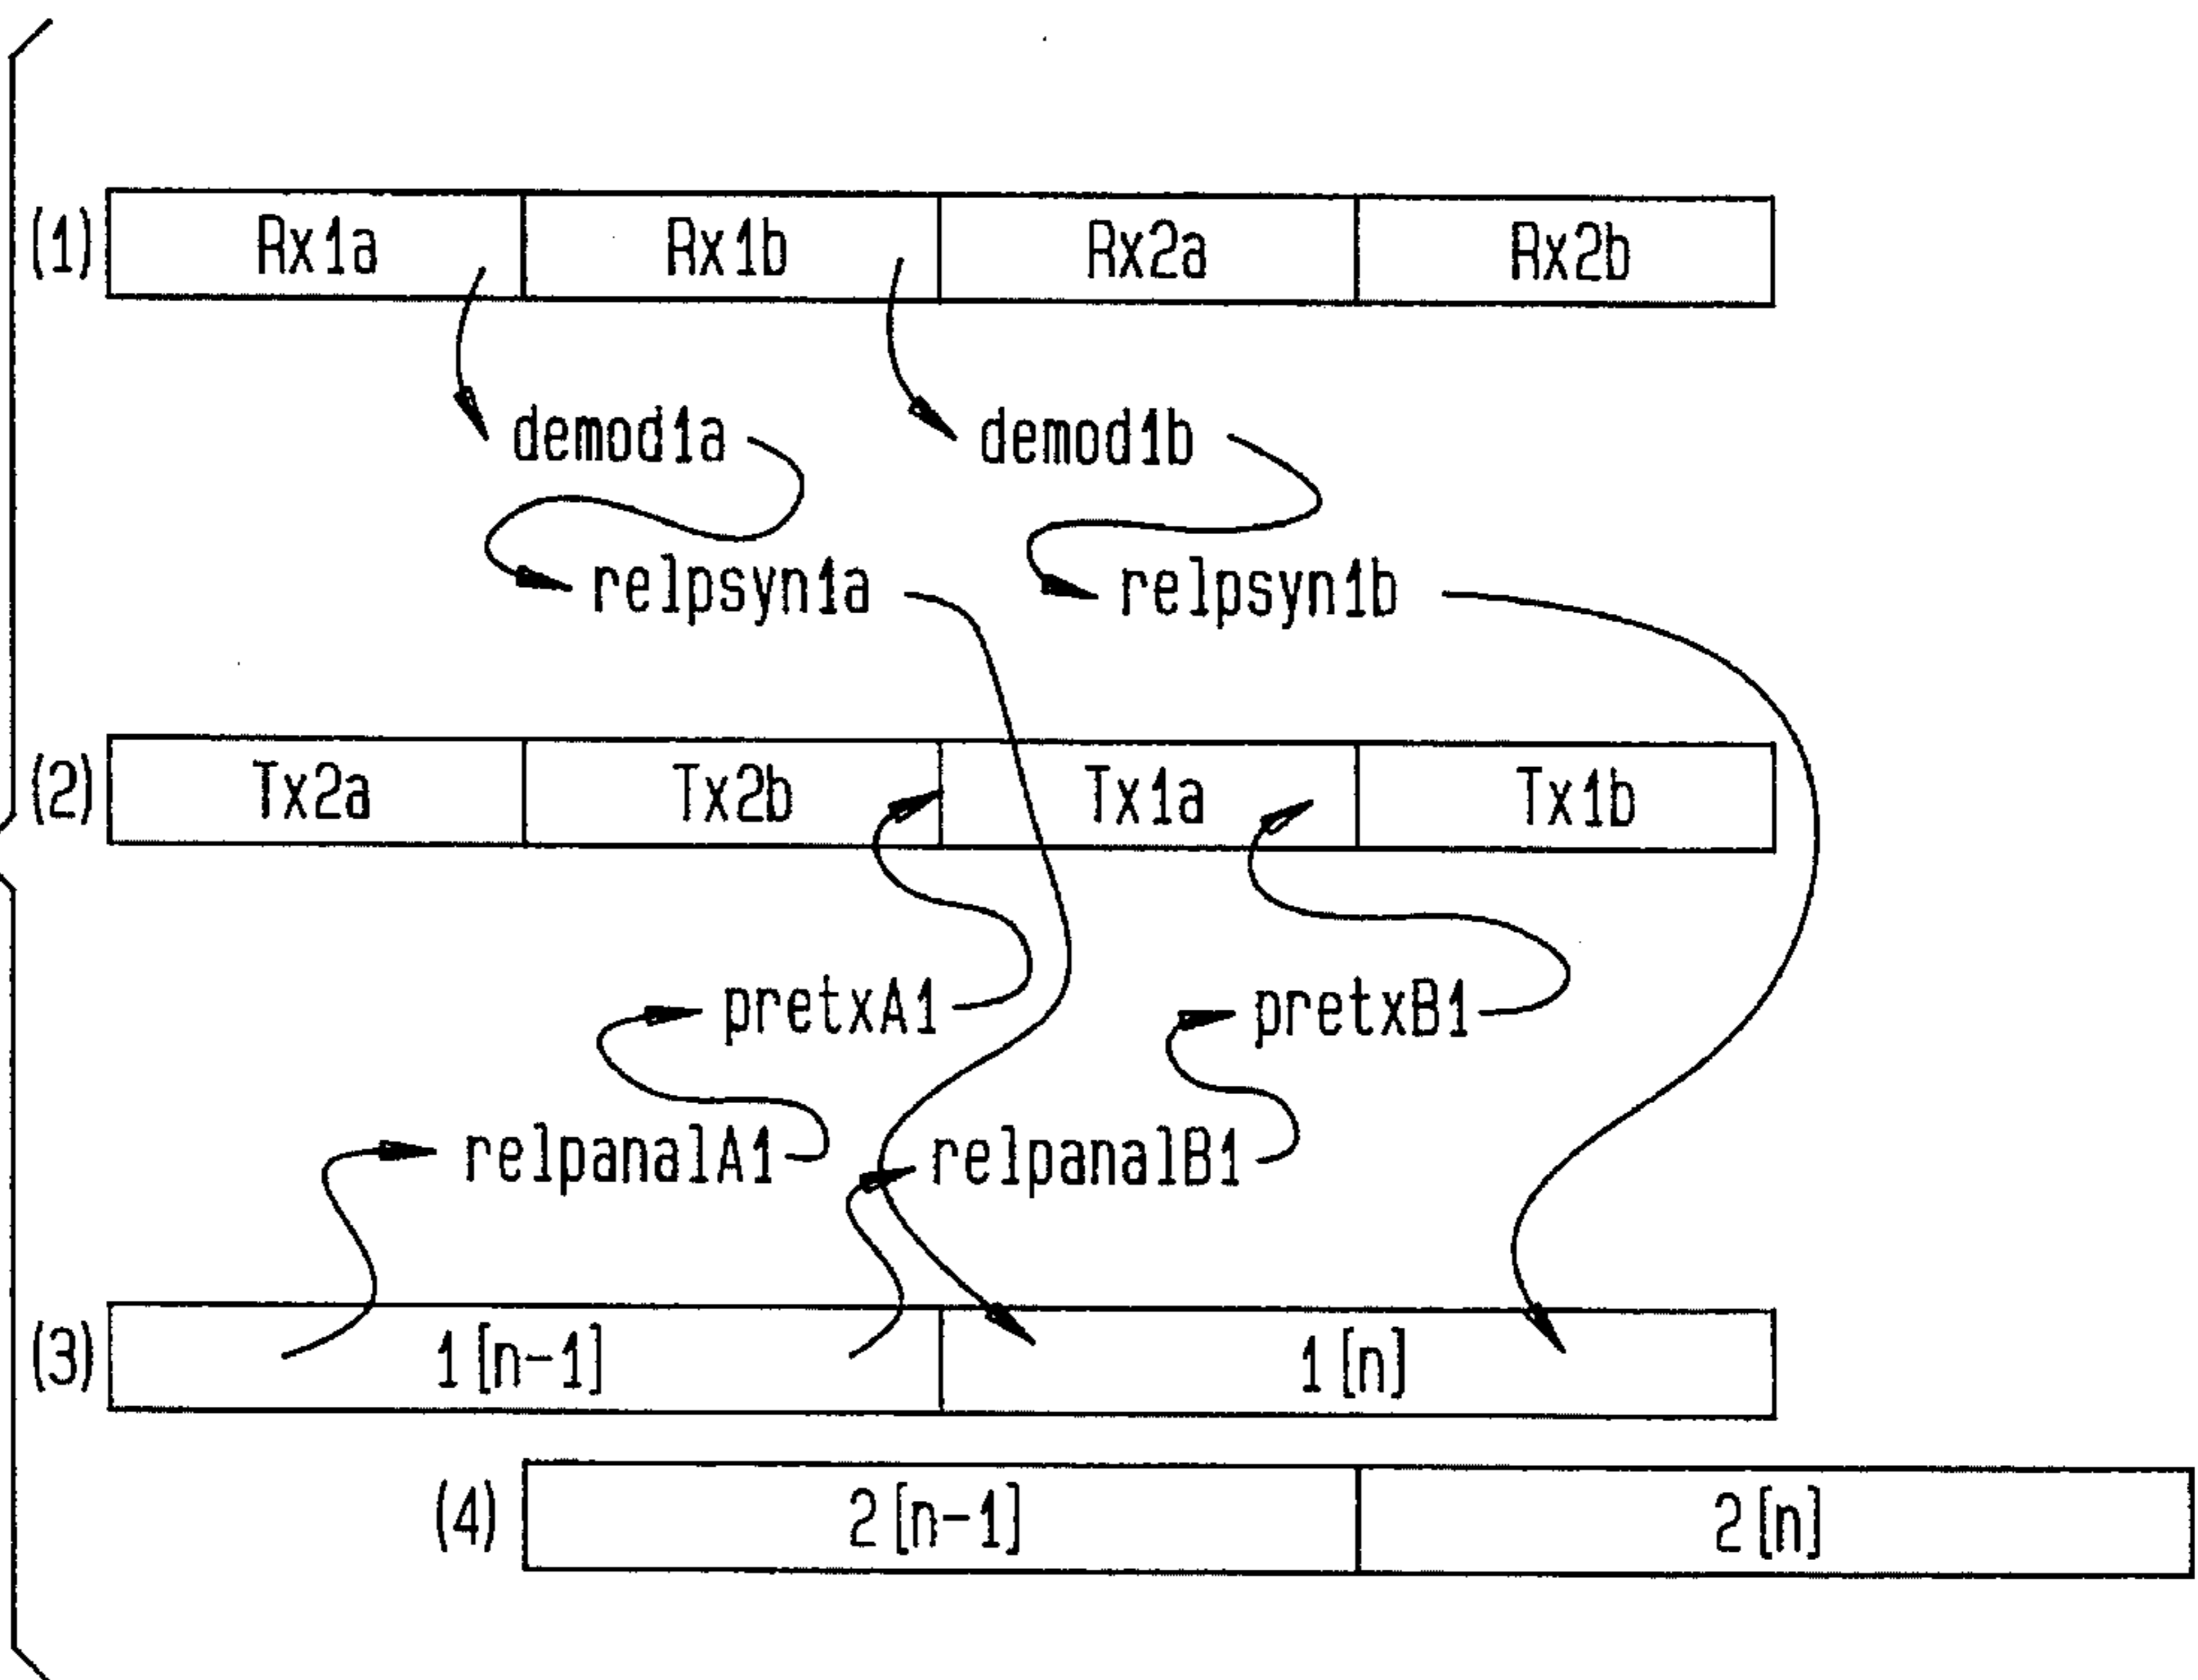 (1) Rx1a Rx1b Rx2a Rx2b
demod1a demod1b
relpsyn1a relpsyn1b
(2) Tx2a Tx2b Tx1a Tx1b
pretxA1 pretxB1
relpanalA1 relpanalB1
(3) 1[n-1] 1[n]
(4) 2[n-1] 2[n]